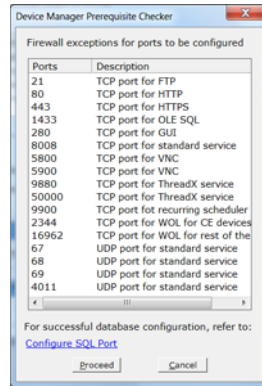 Device Manager Prerequisite Checker
Firewall exceptions for ports to be configured
Ports Description
21 TCP port for FTP
80 TCP port for HTTP
443 TCP port for HTTPS
1433 TCP port for OLE SQL
280 TCP port for GUI
8008 TCP port for standard service
5800 TCP port for VNC
5900 TCP port for VNC
9880 TCP port for ThreadX service
50000 TCP port for ThreadX service
9900 TCP port fot recurring scheduler
2344 TCP port for WOL for CE devices
16962 TCP port for WOL for rest of the
67 UDP port for standard service
68 UDP port for standard service
69 UDP port for standard service
4011 UDP port for standard service
For successful database configuration, refer to:
Configure SQL Port
Proceed Cancel